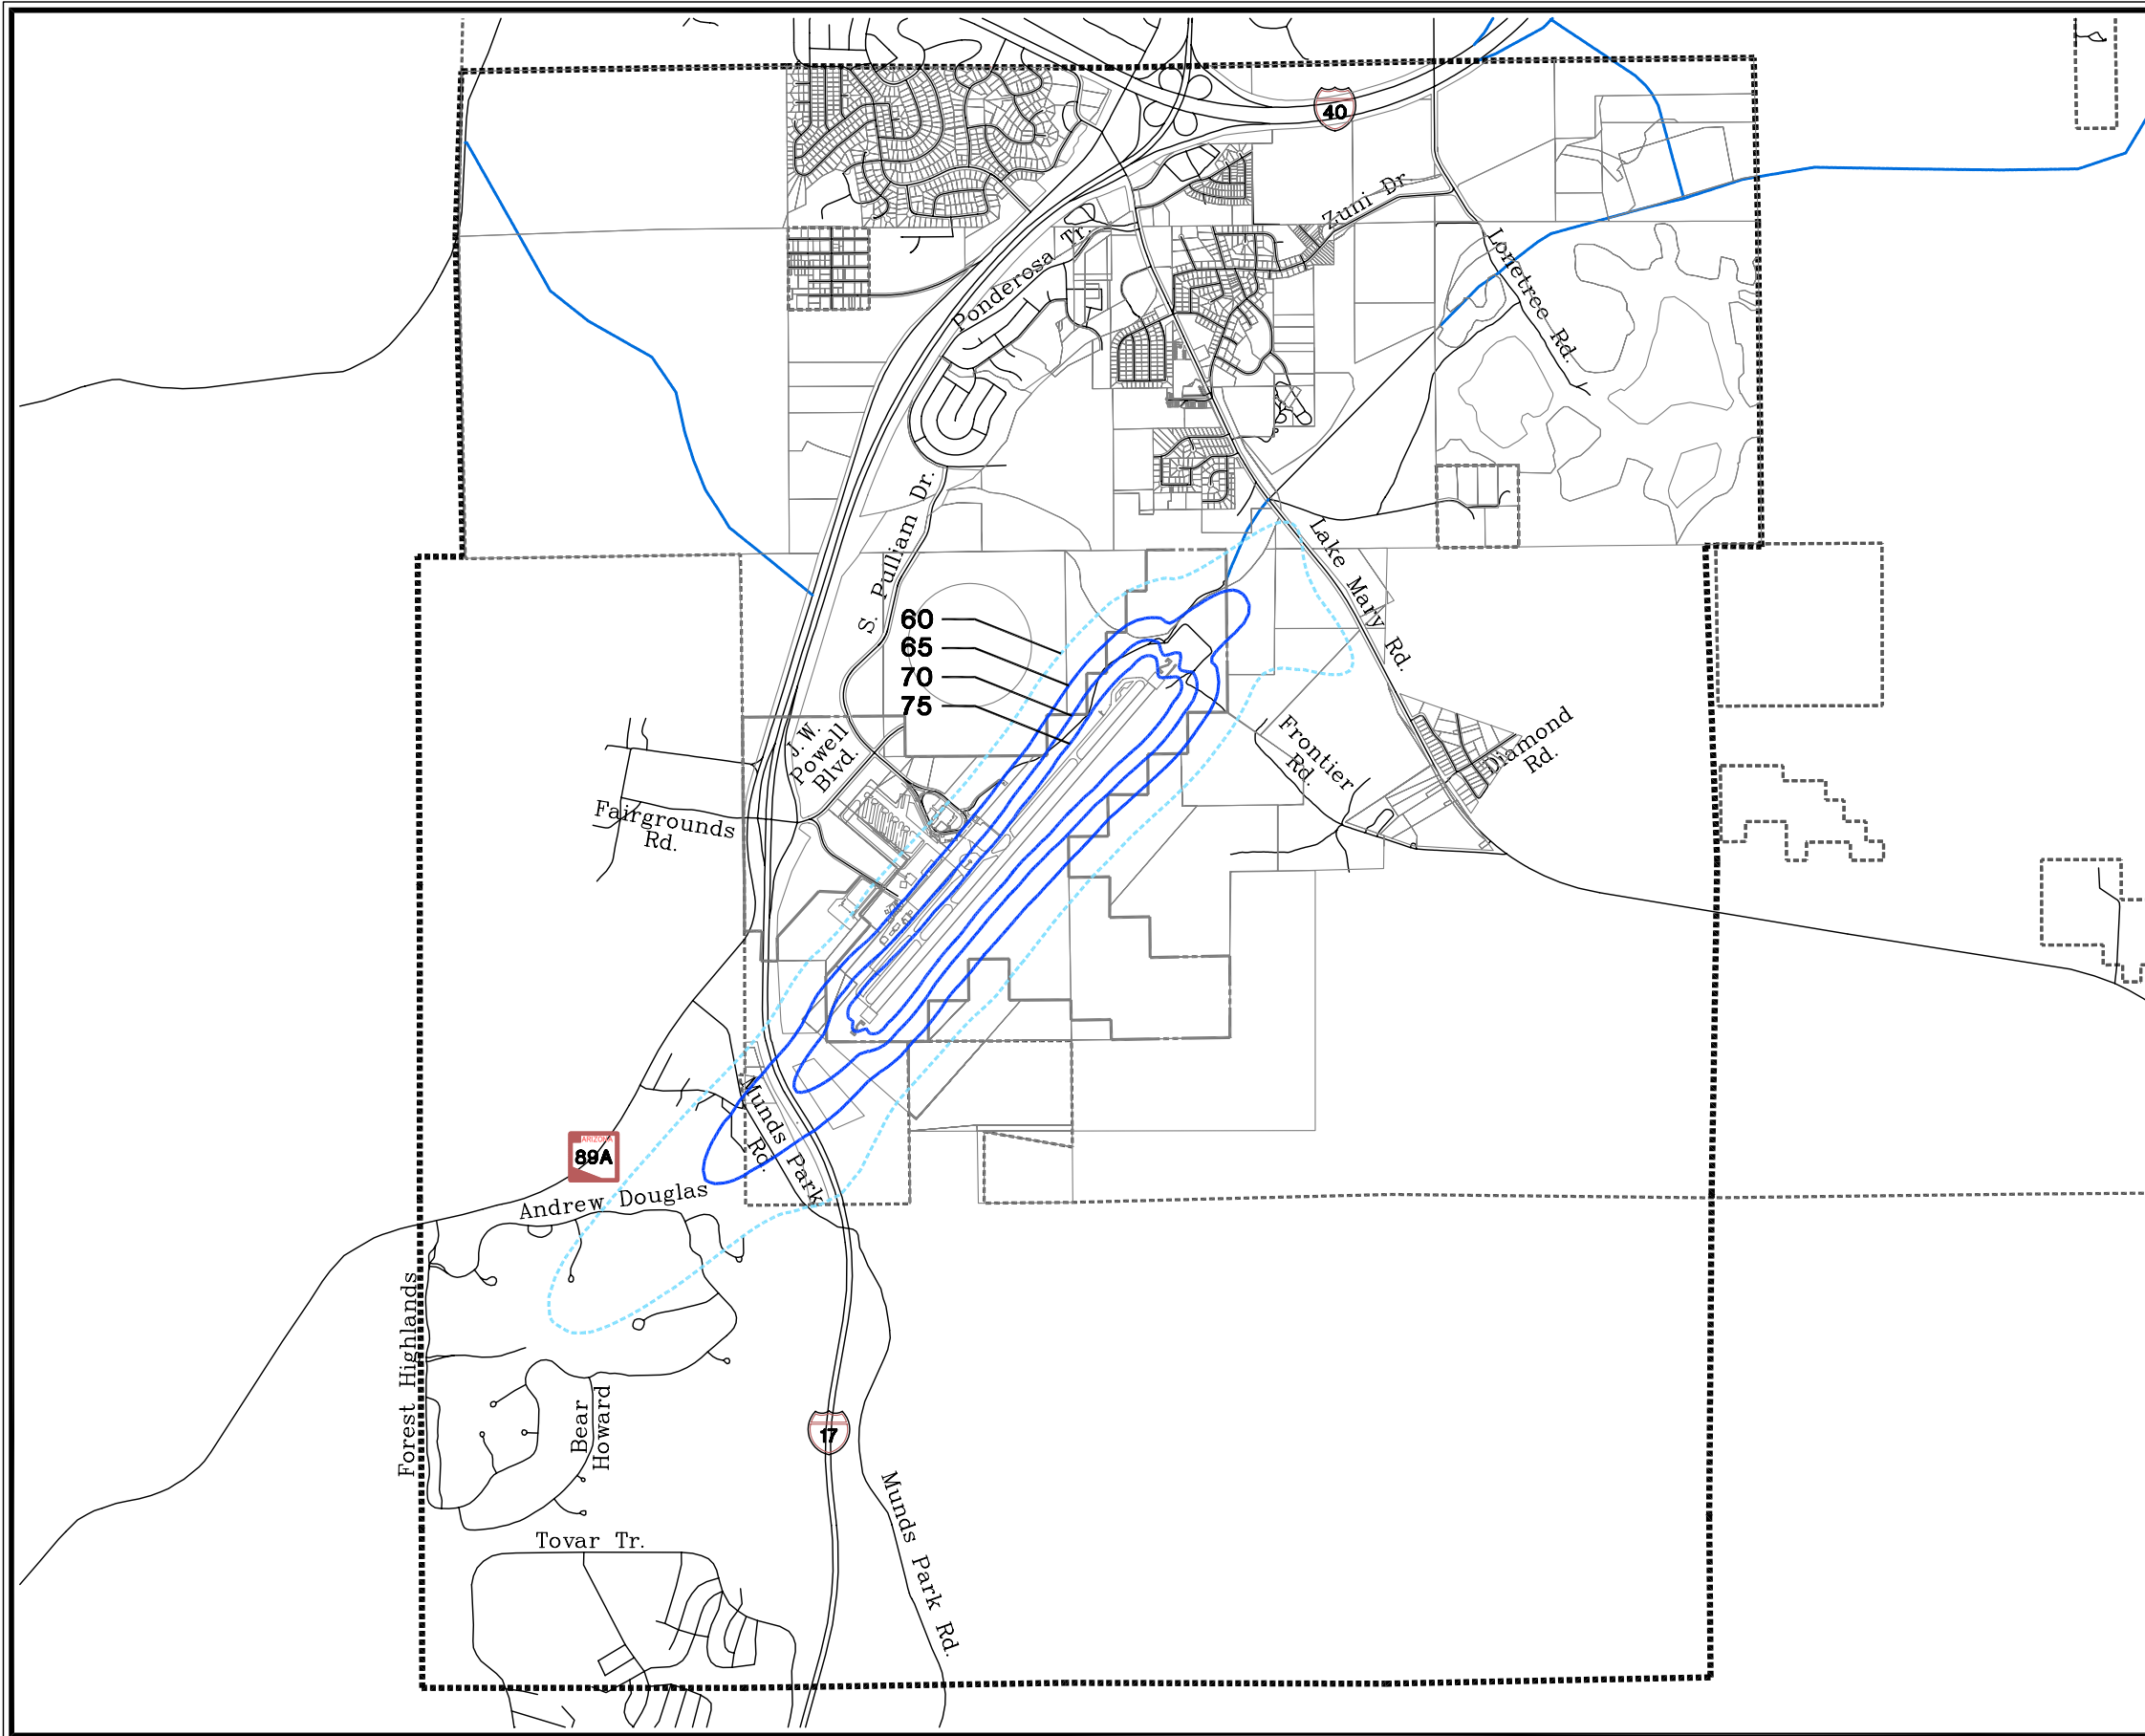 40
Zuni Dr.
Ponderosa Tr.
Lonetree Rd.
S. Pulliam Dr.
Lake Mary Rd.
60
65
70
75
J.W.
Powell
Blvd.
Frontier
Rd.
Diamond
Rd.
Fairgrounds
Rd.
Munds Park
Rd.
ARIZONA
89A
Andrew Douglas
Forest Highlands
Bear
Howard
17
Munds Park Rd.
Tovar Tr.